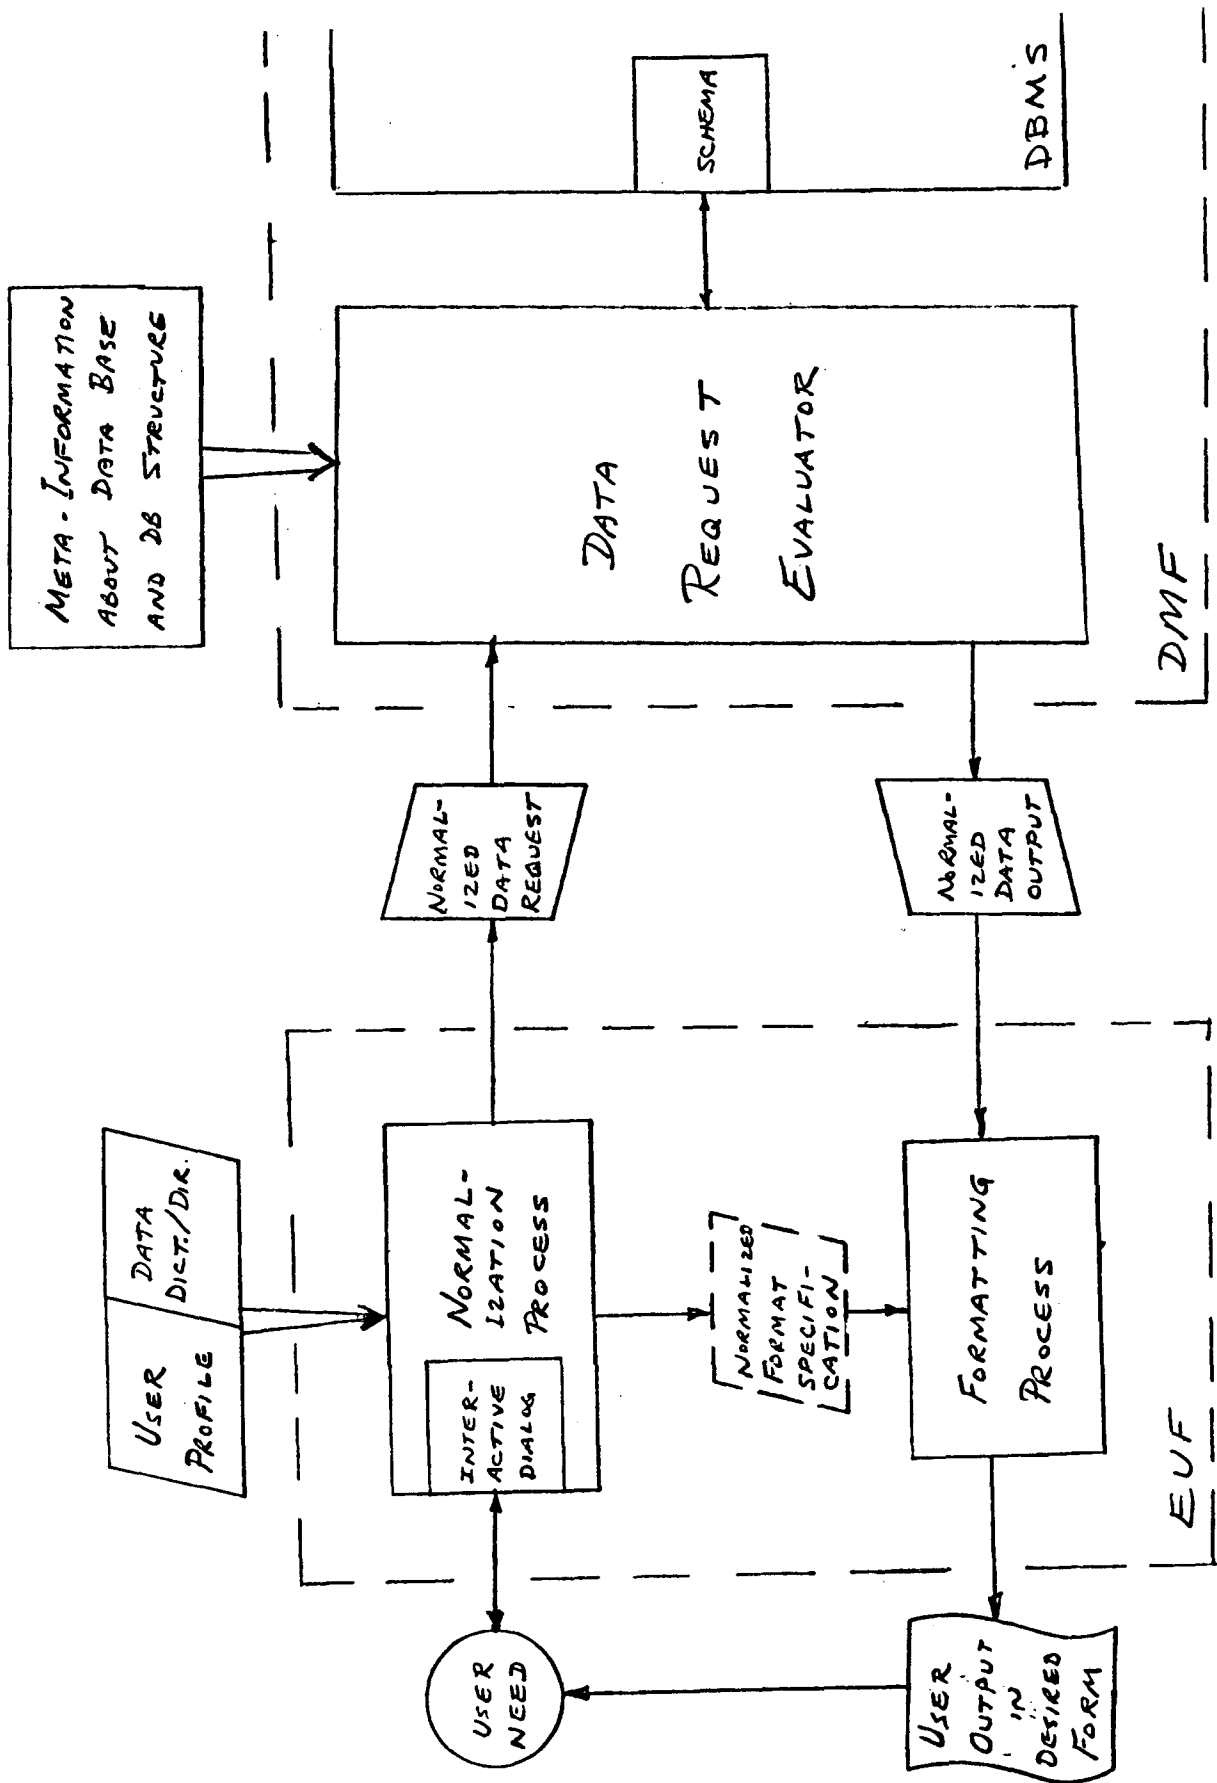 META-INFORMATION
ABOUT DATA BASE
AND DB STRUCTURE
USER
PROFILE
DATA
DICT./DIR.
USER
NEED
INTER-
ACTIVE
DIALOG
NORMAL-
IZATION
PROCESS
NORMAL-
IZED
DATA
REQUEST
DATA
REQUEST
EVALUATOR
SCHEMA
DBMS
NORMALIZED
FORMAT
SPECIFI-
CATION
USER
OUTPUT
IN
DESIRED
FORM
FORMATTING
PROCESS
NORMAL-
IZED
DATA
OUTPUT
EUF
DMF